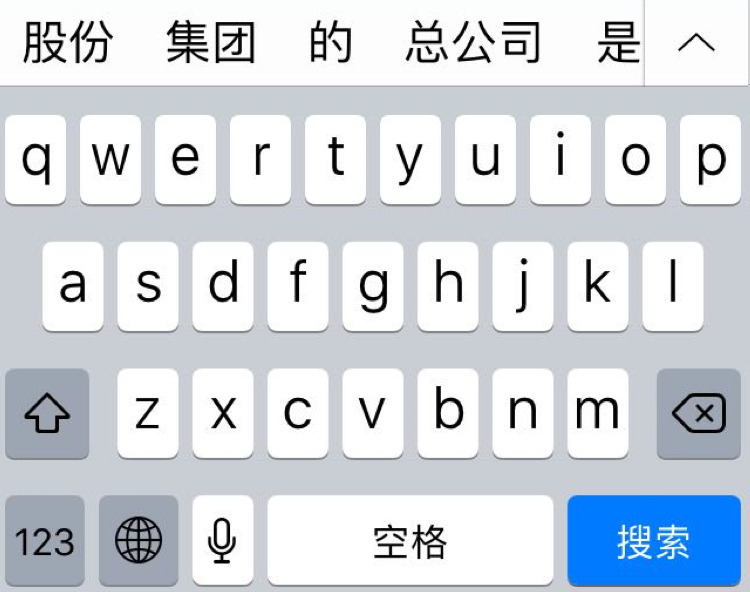 股份 集团 的 总公司 是
q w e r t y u i o p
a s d f g h j k l
z x c v b n m
123 空格 搜索